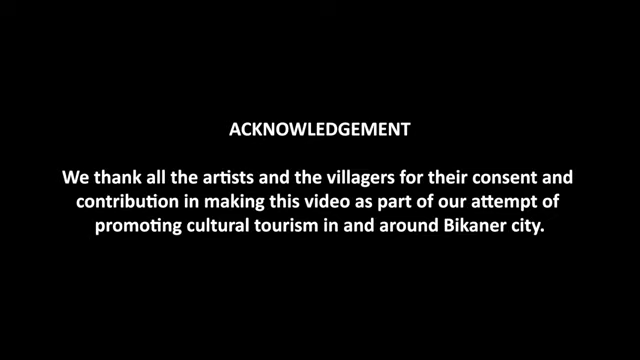 ACKNOWLEDGEMENT
We thank all the artists and the villagers for their consent and
contribution in making this video as part of our attempt of
promoting cultural tourism in and around Bikaner city.